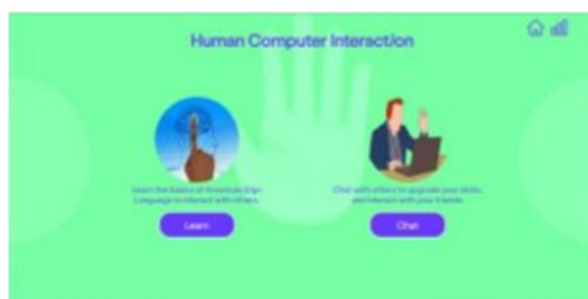 Human Computer Interaction
Learn the basics of American Sign
Language to interact with others.
Chat with others to upgrade your skills,
and interact with your friends.
Learn
Chat